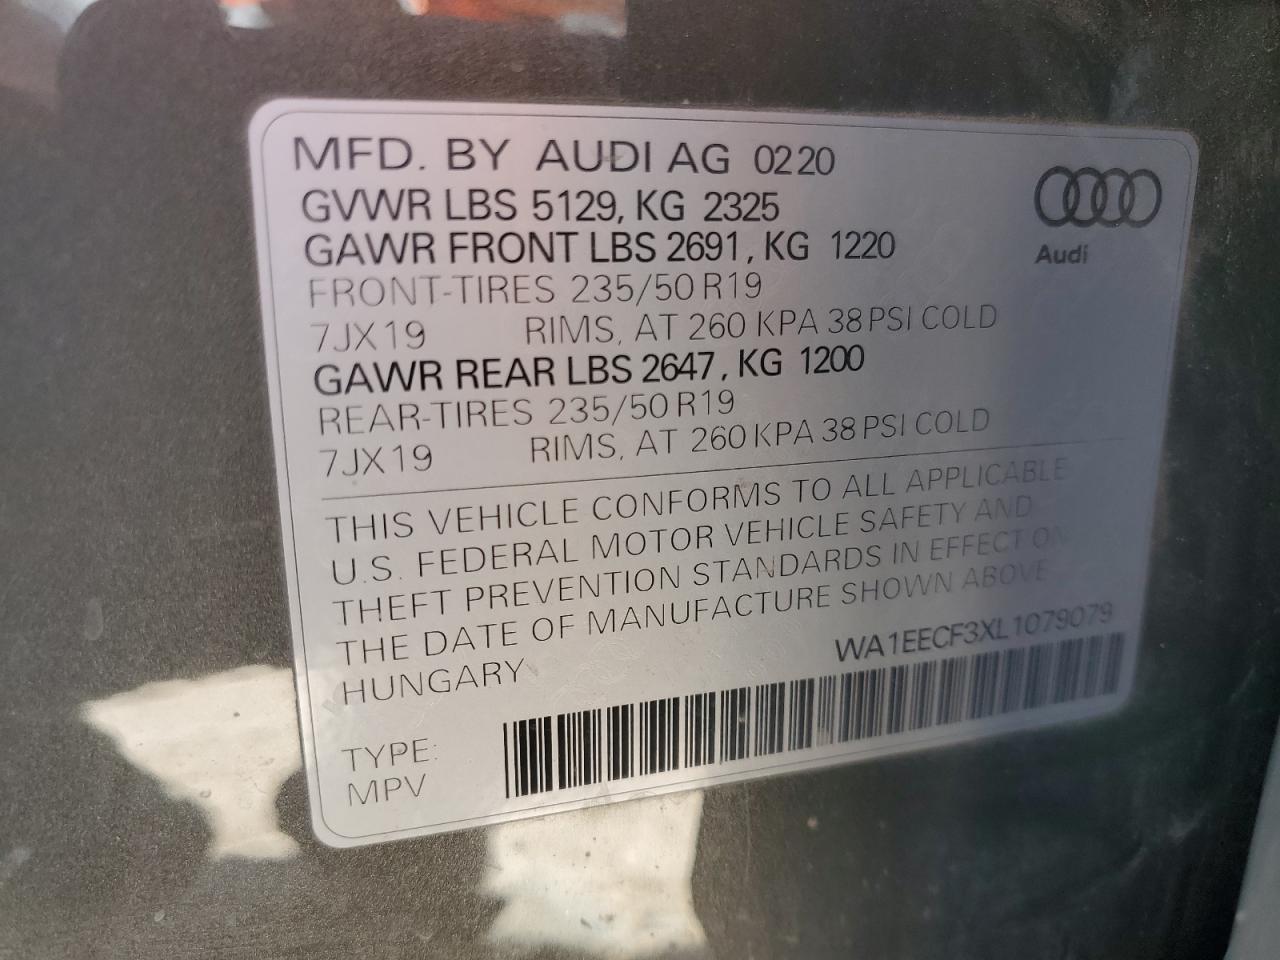 MFD. BY AUDI AG 0220
GVWR LBS 5129, KG 2325
GAWR FRONT LBS 2691, KG 1220
FRONT-TIRES 235/50 R19
7JX19 RIMS, AT 260 KPA 38 PSI COLD
GAWR REAR LBS 2647, KG 1200
REAR-TIRES 235/50 R19
7JX19 RIMS, AT 260 KPA 38 PSI COLD
Audi
THIS VEHICLE CONFORMS TO ALL APPLICABLE
U.S. FEDERAL MOTOR VEHICLE SAFETY AND
THEFT PREVENTION STANDARDS IN EFFECT ON
THE DATE OF MANUFACTURE SHOWN ABOVE
HUNGARY
WA1EECF3XL1079079
TYPE:
MPV